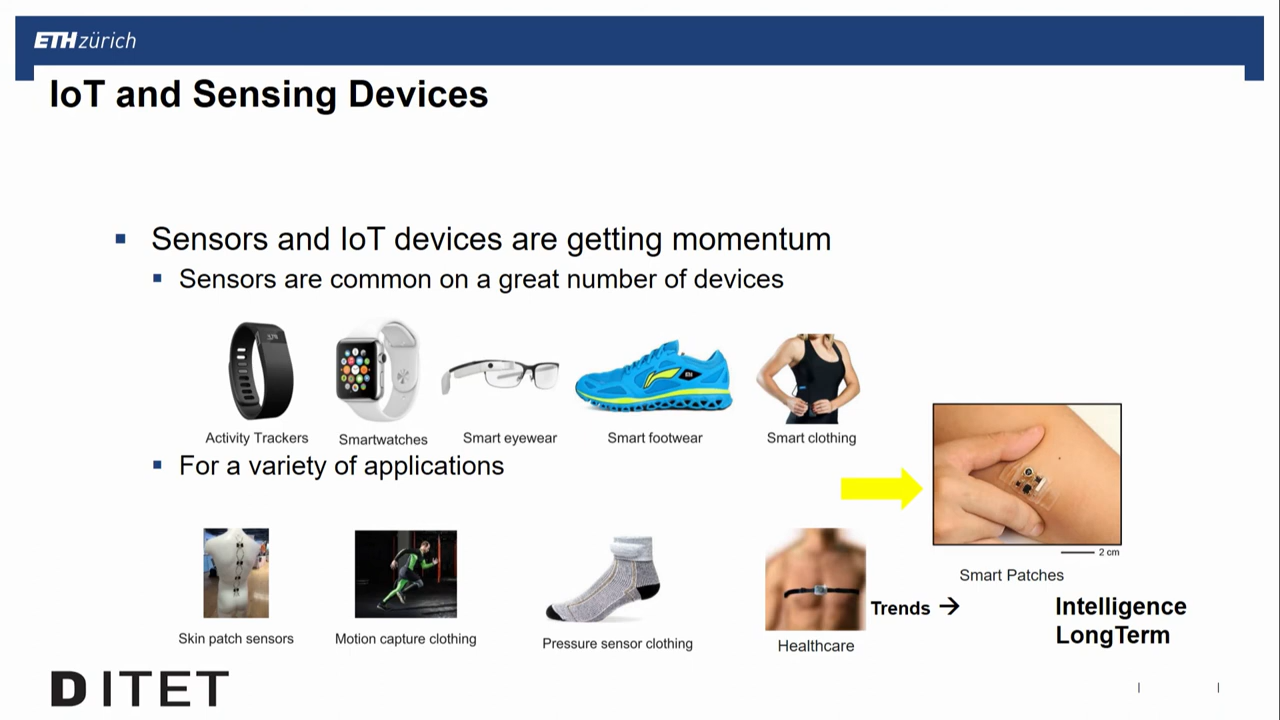 ETH zürich
IoT and Sensing Devices
Sensors and IoT devices are getting momentum
Sensors are common on a great number of devices
Activity Trackers
Smartwatches
Smart eyewear
Smart footwear
Smart clothing
For a variety of applications
2 cm
Smart Patches
Skin patch sensors
Motion capture clothing
Pressure sensor clothing
Healthcare
Trends →
Intelligence
LongTerm
D ITET